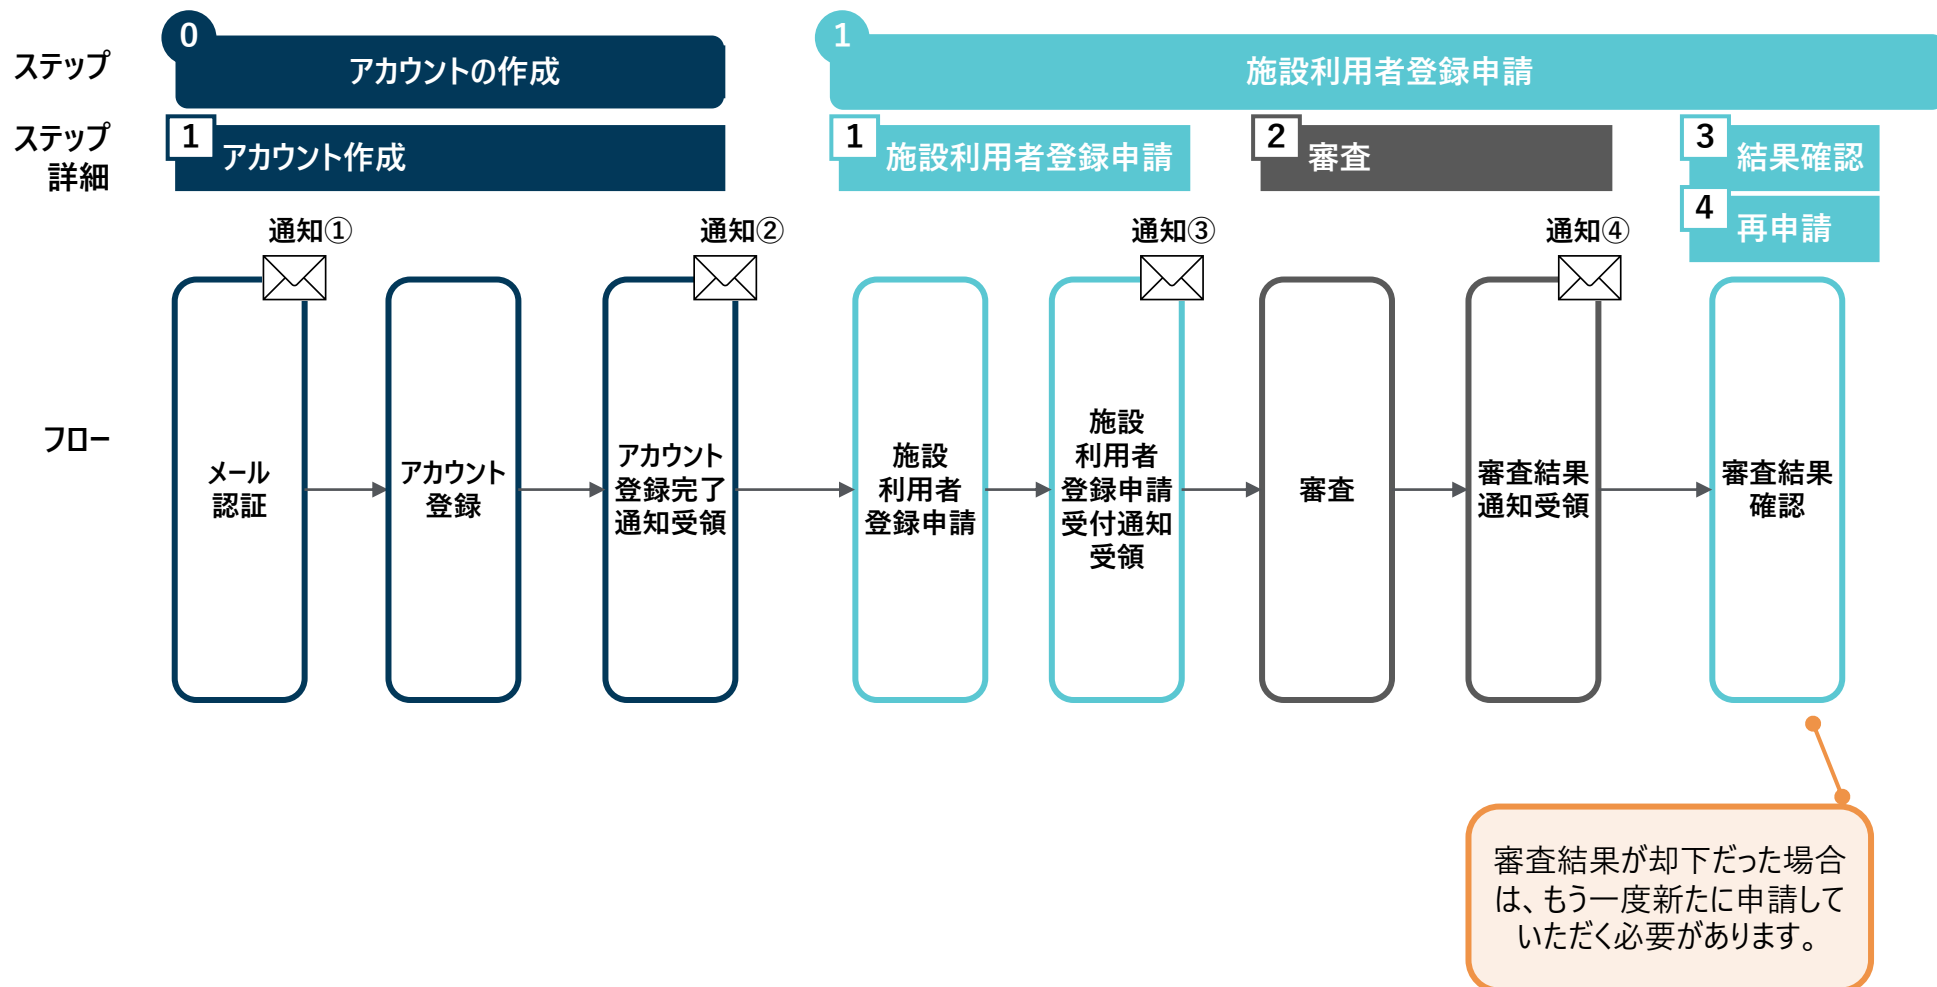 ステップ
0
アカウントの作成
1
施設利用者登録申請
ステップ
詳細
1
アカウント作成
1
施設利用者登録申請
2
審査
3
結果確認
4
再申請
通知①
通知②
通知③
通知④
フロー
メール
認証
アカウント
登録
アカウント
登録完了
通知受領
施設
利用者
登録申請
施設
利用者
登録申請
受付通知
受領
審査
審査結果
通知受領
審査結果
確認
審査結果が却下だった場合
は、もう一度新たに申請して
いただく必要があります。